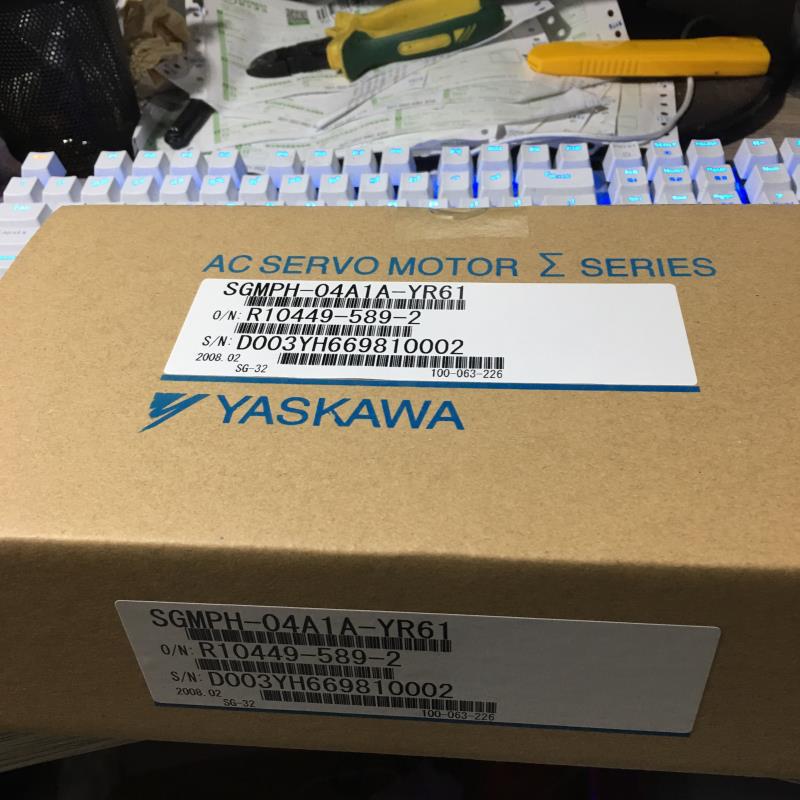 AC SERVO MOTOR Σ SERIES
SGMPH-04A1A-YR61
O/N: R10449-589-2
S/N: D003YH669810002
2008.02
SG-32 100-063-226
YASKAWA
SGMPH-04A1A-YR61
O/N: R10449-589-2
S/N: D003YH669810002
2008.02
SG-32 100-063-226